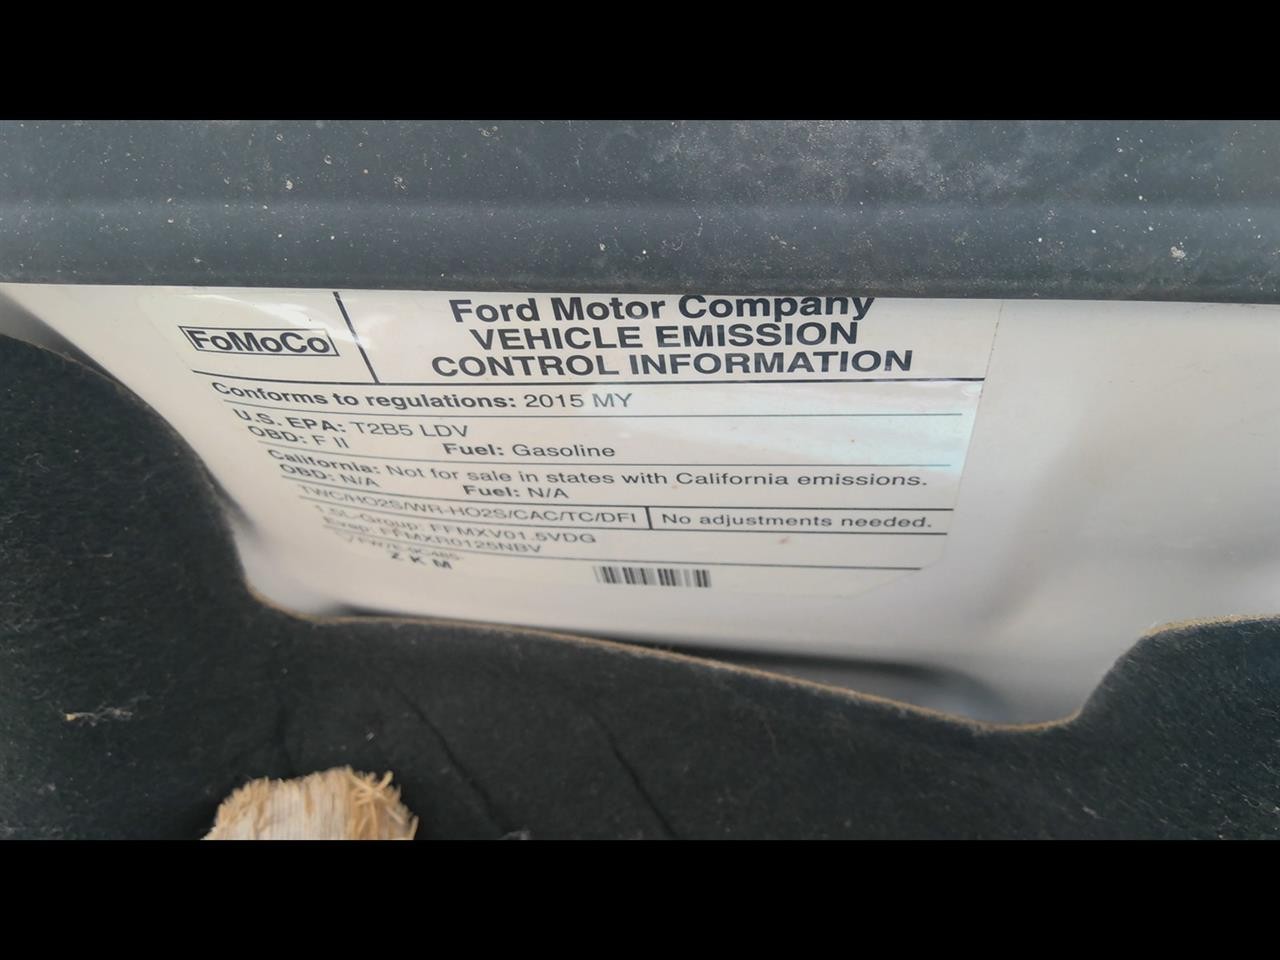 FoMoCo
Ford Motor Company
VEHICLE EMISSION
CONTROL INFORMATION
Conforms to regulations: 2015 MY
U.S. EPA: T2B5 LDV
OBD: F II Fuel: Gasoline
California: Not for sale in states with California emissions.
OBD: N/A Fuel: N/A
TWC/HO2S/WR-HO2S/CAC/TC/DFI No adjustments needed.
1.5L-Group: FFMXV01.5VDG
Evap: FFMXR0125NBV
FW7E-9C485-
Z K M